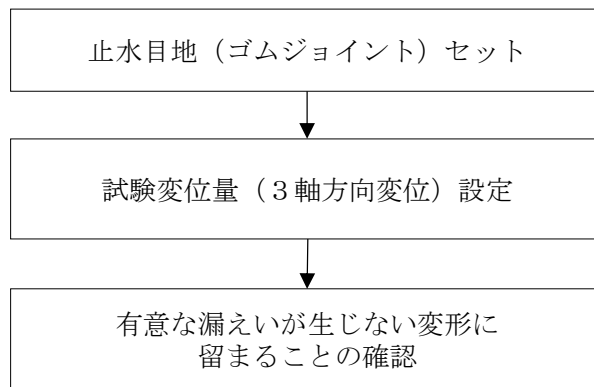 止水目地（ゴムジョイント）セット
試験変位量（３軸方向変位）設定
有意な漏えいが生じない変形に
留まることの確認